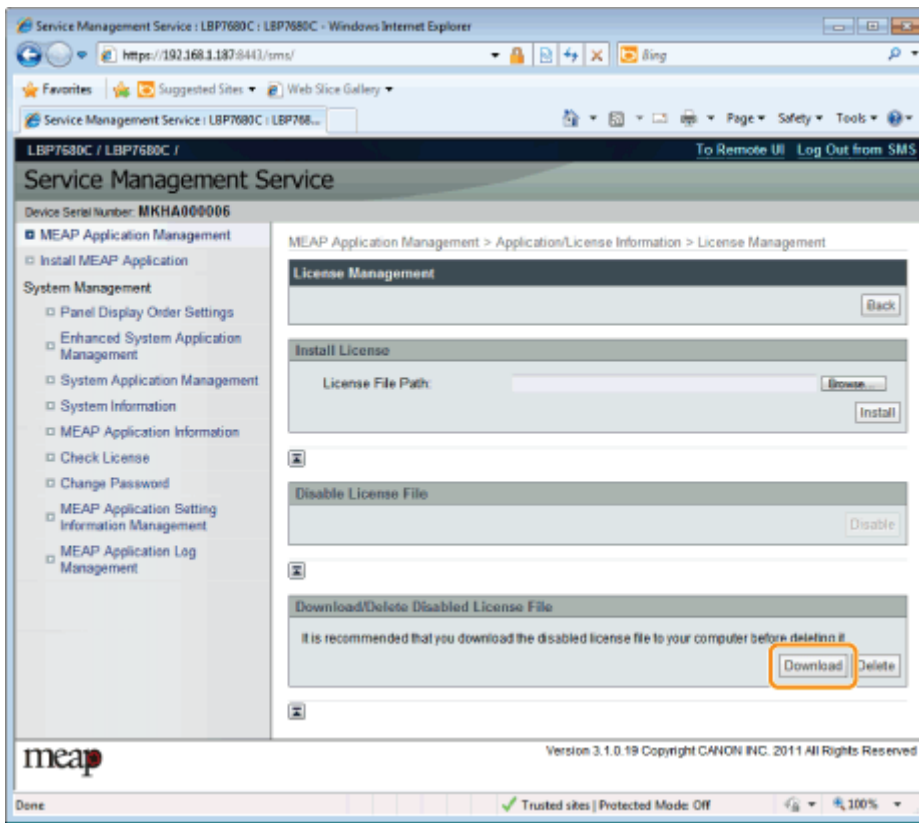 Service Management Service : LBP7680C : LBP7680C - Windows Internet Explorer
https://192.168.1.187:8443/sms/
Bing
Favorites
Suggested Sites
Web Slice Gallery
Service Management Service : LBP7680C : LBP768...
Page
Safety
Tools
LBP7680C / LBP7680C /
To Remote UI
Log Out from SMS
Service Management Service
Device Serial Number: MKHA000006
MEAP Application Management
Install MEAP Application
System Management
Panel Display Order Settings
Enhanced System Application
Management
System Application Management
System Information
MEAP Application Information
Check License
Change Password
MEAP Application Setting
Information Management
MEAP Application Log
Management
MEAP Application Management > Application/License Information > License Management
License Management
Back
Install License
License File Path:
Browse...
Install
Disable License File
Disable
Download/Delete Disabled License File
It is recommended that you download the disabled license file to your computer before deleting it.
Download
Delete
meap
Version 3.1.0.19 Copyright CANON INC. 2011 All Rights Reserved
Done
Trusted sites | Protected Mode: Off
100%